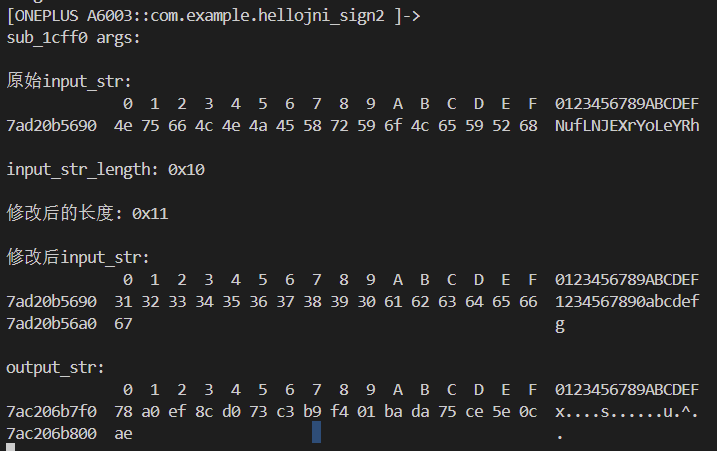 [ONEPLUS A6003::com.example.hellojni_sign2 ]->
sub_1cff0 args:
原始input_str:
0 1 2 3 4 5 6 7 8 9 A B C D E F 0123456789ABCDEF
7ad20b5690 4e 75 66 4c 4e 4a 45 58 72 59 6f 4c 65 59 52 68 NufLNJEXrYoLeYRh
input_str_length: 0x10
修改后的长度: 0x11
修改后input_str:
0 1 2 3 4 5 6 7 8 9 A B C D E F 0123456789ABCDEF
7ad20b5690 31 32 33 34 35 36 37 38 39 30 61 62 63 64 65 66 1234567890abcdef
7ad20b56a0 67 g
output_str:
0 1 2 3 4 5 6 7 8 9 A B C D E F 0123456789ABCDEF
7ac206b7f0 78 a0 ef 8c d0 73 c3 b9 f4 01 ba da 75 ce 5e 0c x....s......u.^.
7ac206b800 ae .